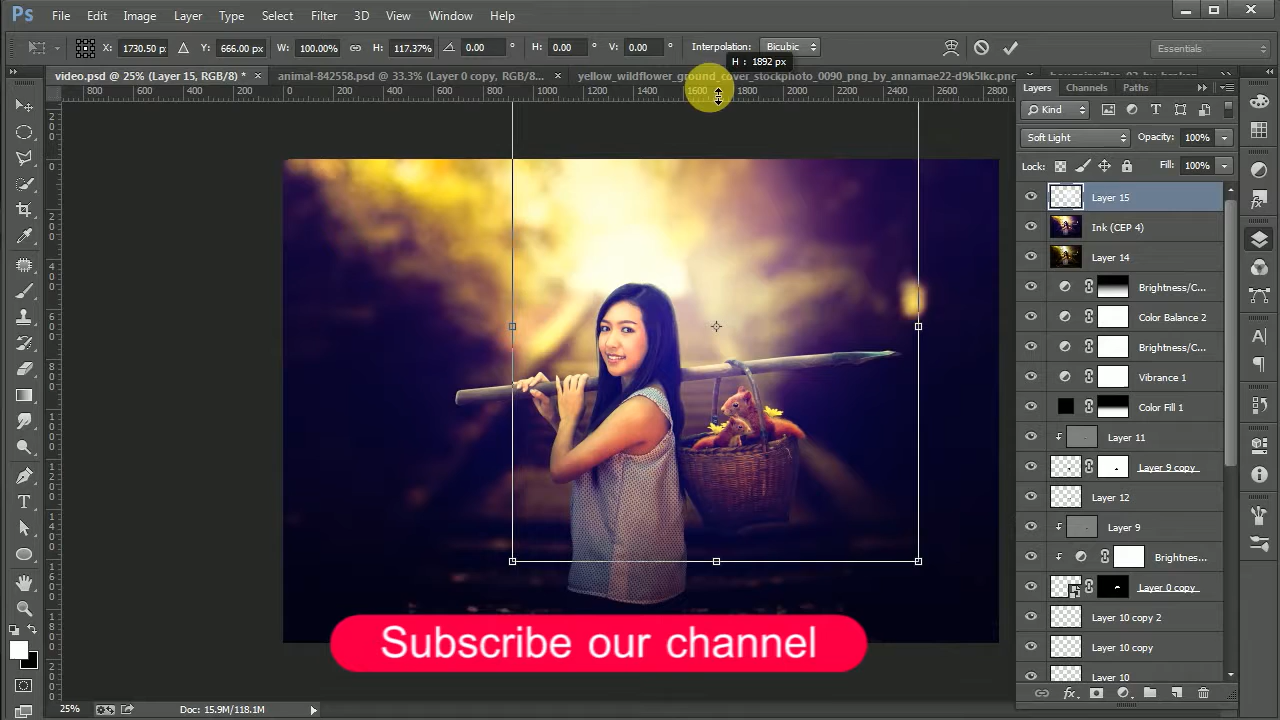 Ps File Edit Image Layer Type Select Filter 3D View Window Help
X: 1730.50 px Y: 666.00 px W: 100.00% H: 117.37% 0.00 ° H: 0.00 ° V: 0.00 ° Interpolation: Bicubic Essentials
H : 1892 px
video.psd @ 25% (Layer 15, RGB/8) * × animal-842558.psd @ 33.3% (Layer 0 copy, RGB/8... × yellow_wildflower_ground_cover_stockphoto_0090_png_by_annamae22-d9k5lkc.png
800 600 400 200 0 200 400 600 800 1000 1200 1400 1600 1800 2000 2200 2400 2600 2800
Layers Channels Paths
Kind
Soft Light Opacity: 100%
Lock: Fill: 100%
Layer 15
Ink (CEP 4)
Layer 14
Brightness/C...
Color Balance 2
Brightness/C...
Vibrance 1
Color Fill 1
Layer 11
Layer 9 copy
Layer 12
Layer 9
Brightnes...
Layer 0 copy
Layer 10 copy 2
Layer 10 copy
Layer 10
Subscribe our channel
25% Doc: 15.9M/118.1M